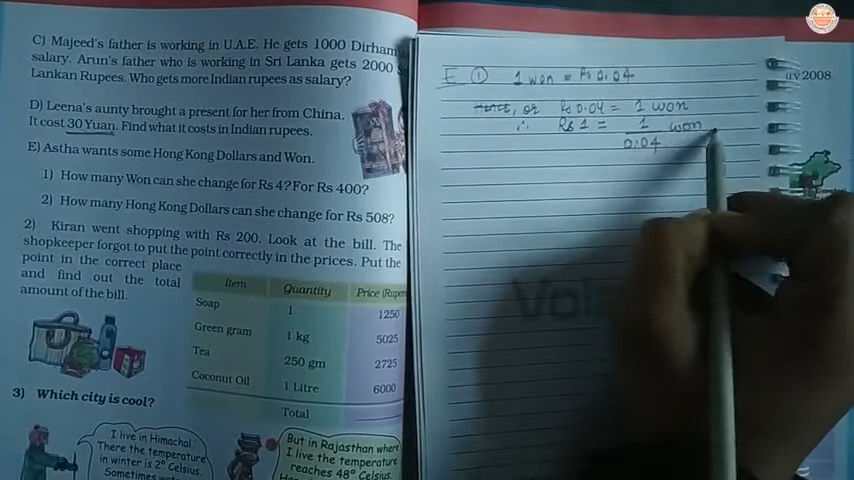 C) Majeed's father is working in U.A.E. He gets 1000 Dirham
salary. Arun's father who is working in Sri Lanka gets 2000
Lankan Rupees. Who gets more Indian rupees as salary?
D) Leena's aunty brought a present for her from China.
It cost 30 Yuan. Find what it costs in Indian rupees.
E) Astha wants some Hong Kong Dollars and Won.
1) How many Won can she change for Rs 4? For Rs 400?
2) How many Hong Kong Dollars can she change for Rs 508?
2) Kiran went shopping with Rs 200. Look at the bill. The
shopkeeper forgot to put the point correctly in the prices. Put the
point in the correct place
and find out the total
amount of the bill.
Item Quantity Price (Rupees
Soap 1 1250
Green gram 1 kg 5025
Tea 250 gm 2725
Coconut Oil 1 Litre 6000
Total
3) Which city is cool?
I live in Himachal
There the temperature
in winter is 2° Celsius.
Sometimes
But in Rajasthan where
I live the temperature
reaches 48° Celsius.
E ① 1 won = Rs 0.04
Hence, or Rs 0.04 = 1 won
∴ Rs 1 = 1/0.04 won
2008